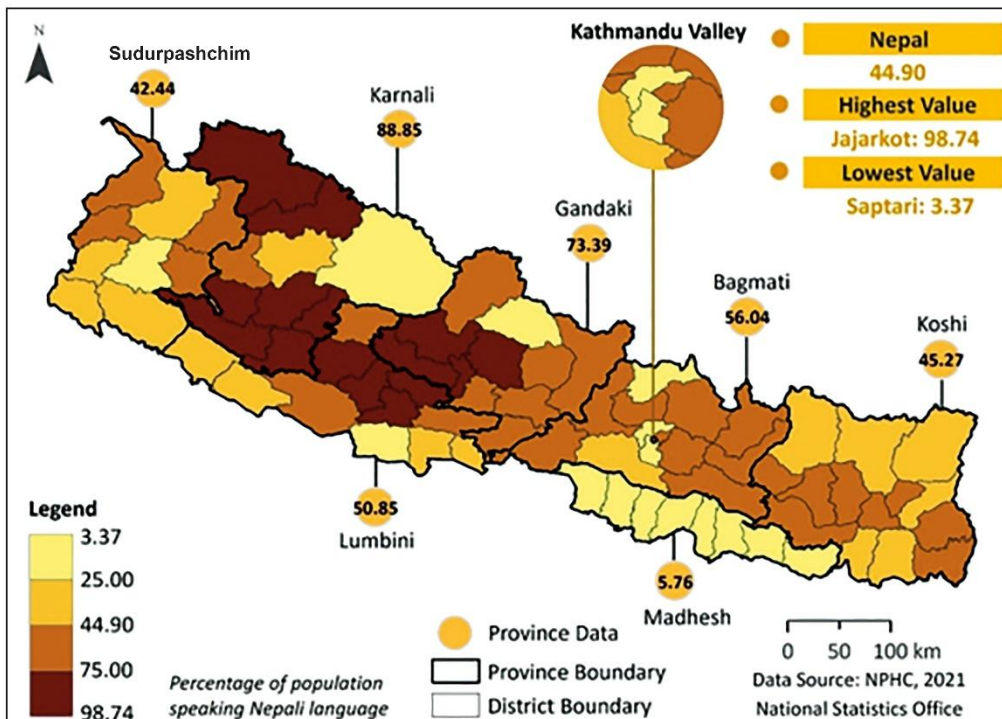 N
Sudurpashchim
42.44
Karnali
88.85
Kathmandu Valley
Nepal
44.90
Highest Value
Jajarkot: 98.74
Lowest Value
Saptari: 3.37
Gandaki
73.39
Bagmati
56.04
Koshi
45.27
50.85
Lumbini
5.76
Madhesh
Legend
3.37
25.00
44.90
75.00
98.74
Percentage of population
speaking Nepali language
Province Data
Province Boundary
District Boundary
0 50 100 km
Data Source: NPHC, 2021
National Statistics Office